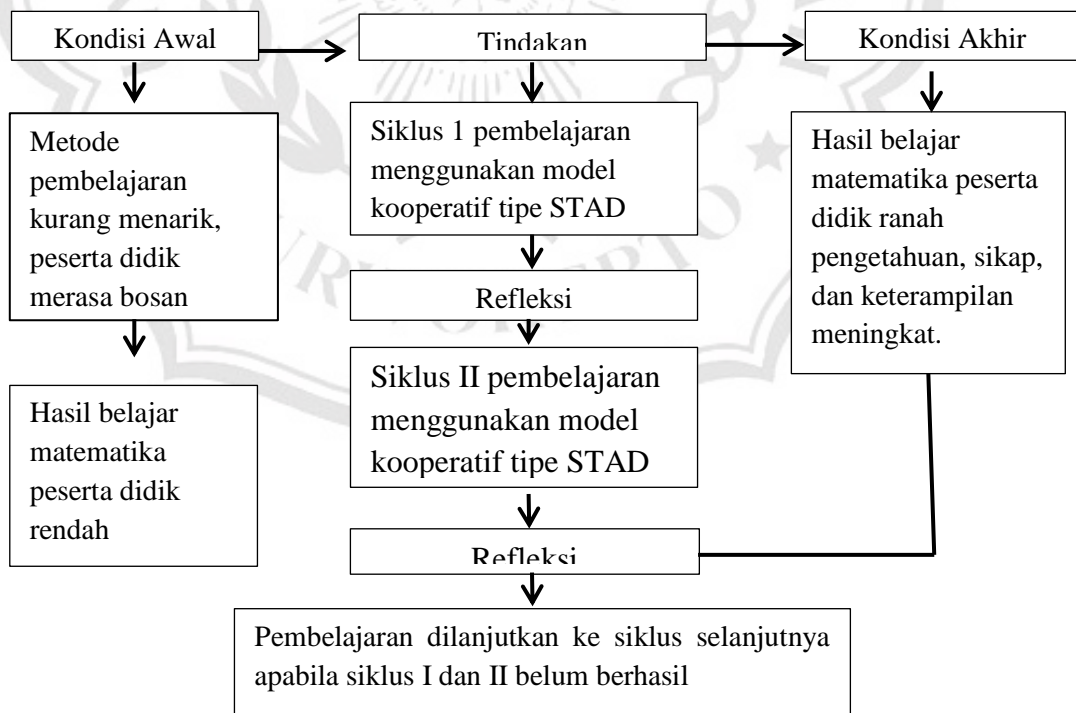 Kondisi Awal
Tindakan
Kondisi Akhir
Metode
pembelajaran
kurang menarik,
peserta didik
merasa bosan
Hasil belajar
matematika
peserta didik
rendah
Siklus 1 pembelajaran
menggunakan model
kooperatif tipe STAD
Refleksi
Siklus II pembelajaran
menggunakan model
kooperatif tipe STAD
Refleksi
Hasil belajar
matematika peserta
didik ranah
pengetahuan, sikap,
dan keterampilan
meningkat.
Pembelajaran dilanjutkan ke siklus selanjutnya
apabila siklus I dan II belum berhasil